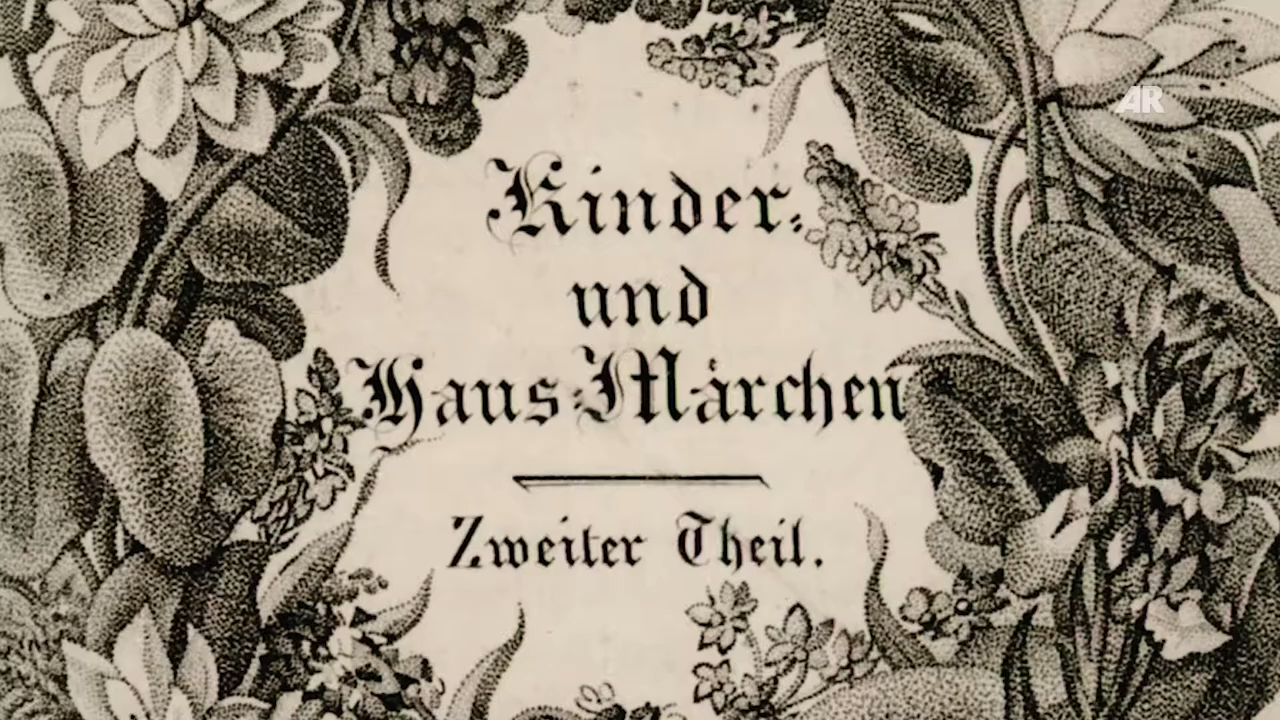 AR
Kinder-
und
Haus-Märchen
Zweiter Theil.